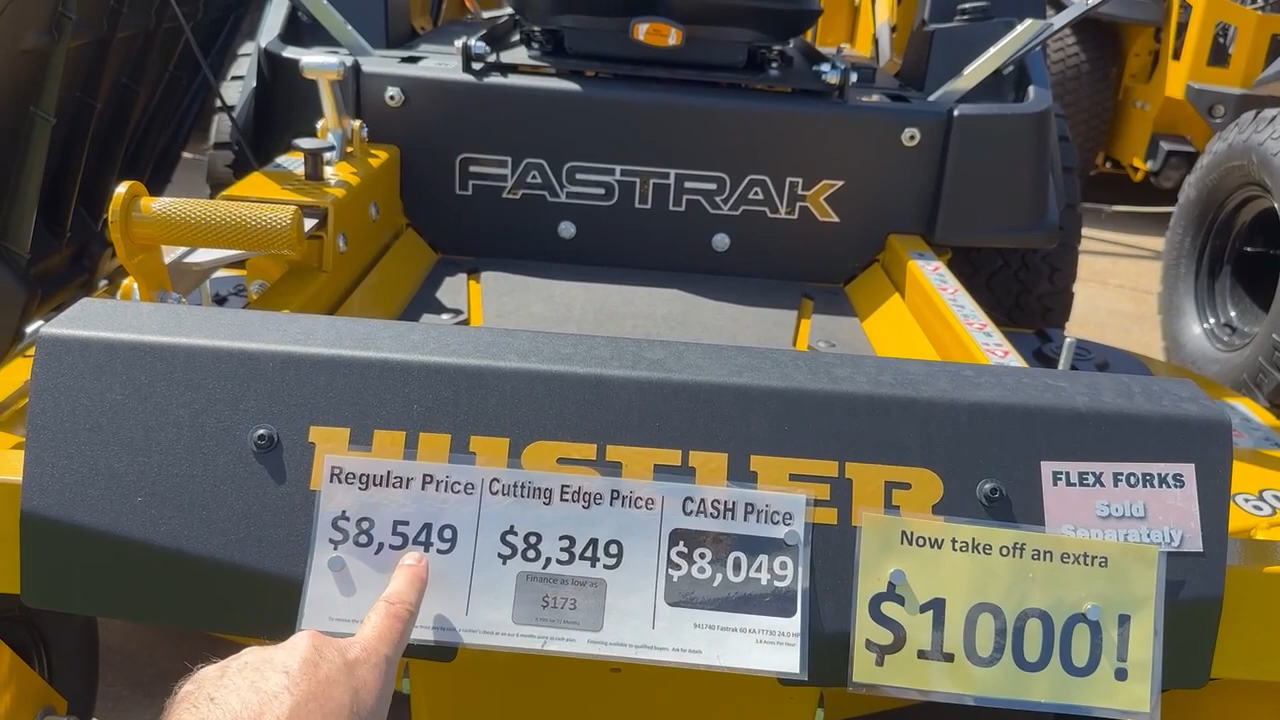 FASTRAK
HUSTLER
Regular Price
$8,549
Cutting Edge Price
$8,349
Finance as low as
$173
CASH Price
$8,049
941740 Fastrak 60 KA FT730 24.0 HP
Financing available to qualified buyers. Ask for details
FLEX FORKS
Sold
Separately
Now take off an extra
$1000!
60